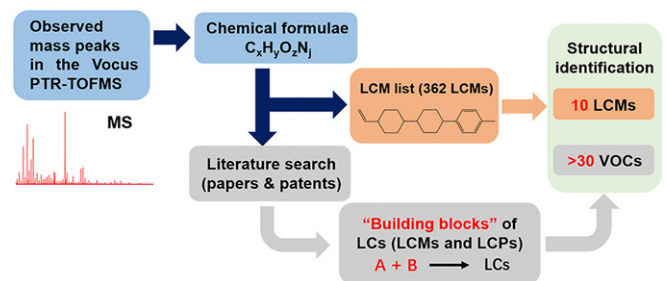 Observed
mass peaks
in the Vocus
PTR-TOFMS
MS
Chemical formulae
CxHyOzNj
LCM list (362 LCMs)
Literature search
(papers & patents)
“Building blocks” of
LCs (LCMs and LCPs)
A + B → LCs
Structural
identification
10 LCMs
>30 VOCs